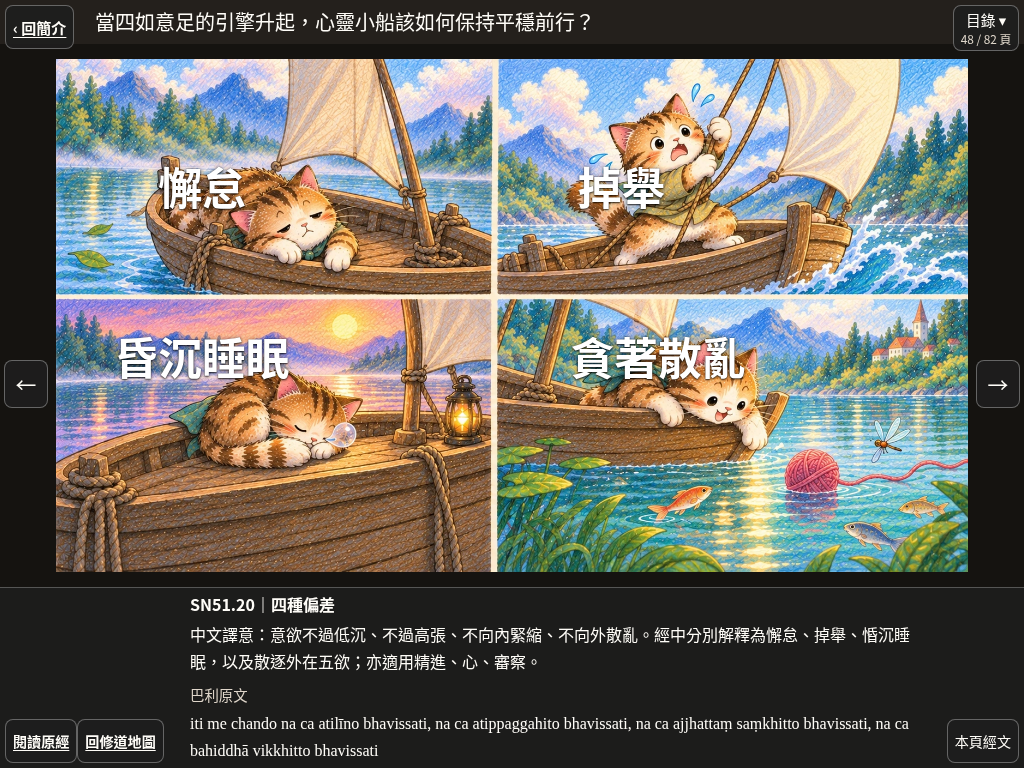 ‹ 回簡介
當四如意足的引擎升起，心靈小船該如何保持平穩前行？
目錄 ▾
48 / 82 頁
懈怠
掉舉
昏沉睡眠
貪著散亂
←
→
SN51.20｜四種偏差
中文譯意：意欲不過低沉、不過高張、不向內緊縮、不向外散亂。經中分別解釋為懈怠、掉舉、惛沉睡
眠，以及散逐外在五欲；亦適用精進、心、審察。
巴利原文
iti me chando na ca atilīno bhavissati, na ca atippaggahito bhavissati, na ca ajjhattaṃ saṃkhitto bhavissati, na ca
bahiddhā vikkhitto bhavissati
閱讀原經
回修道地圖
本頁經文